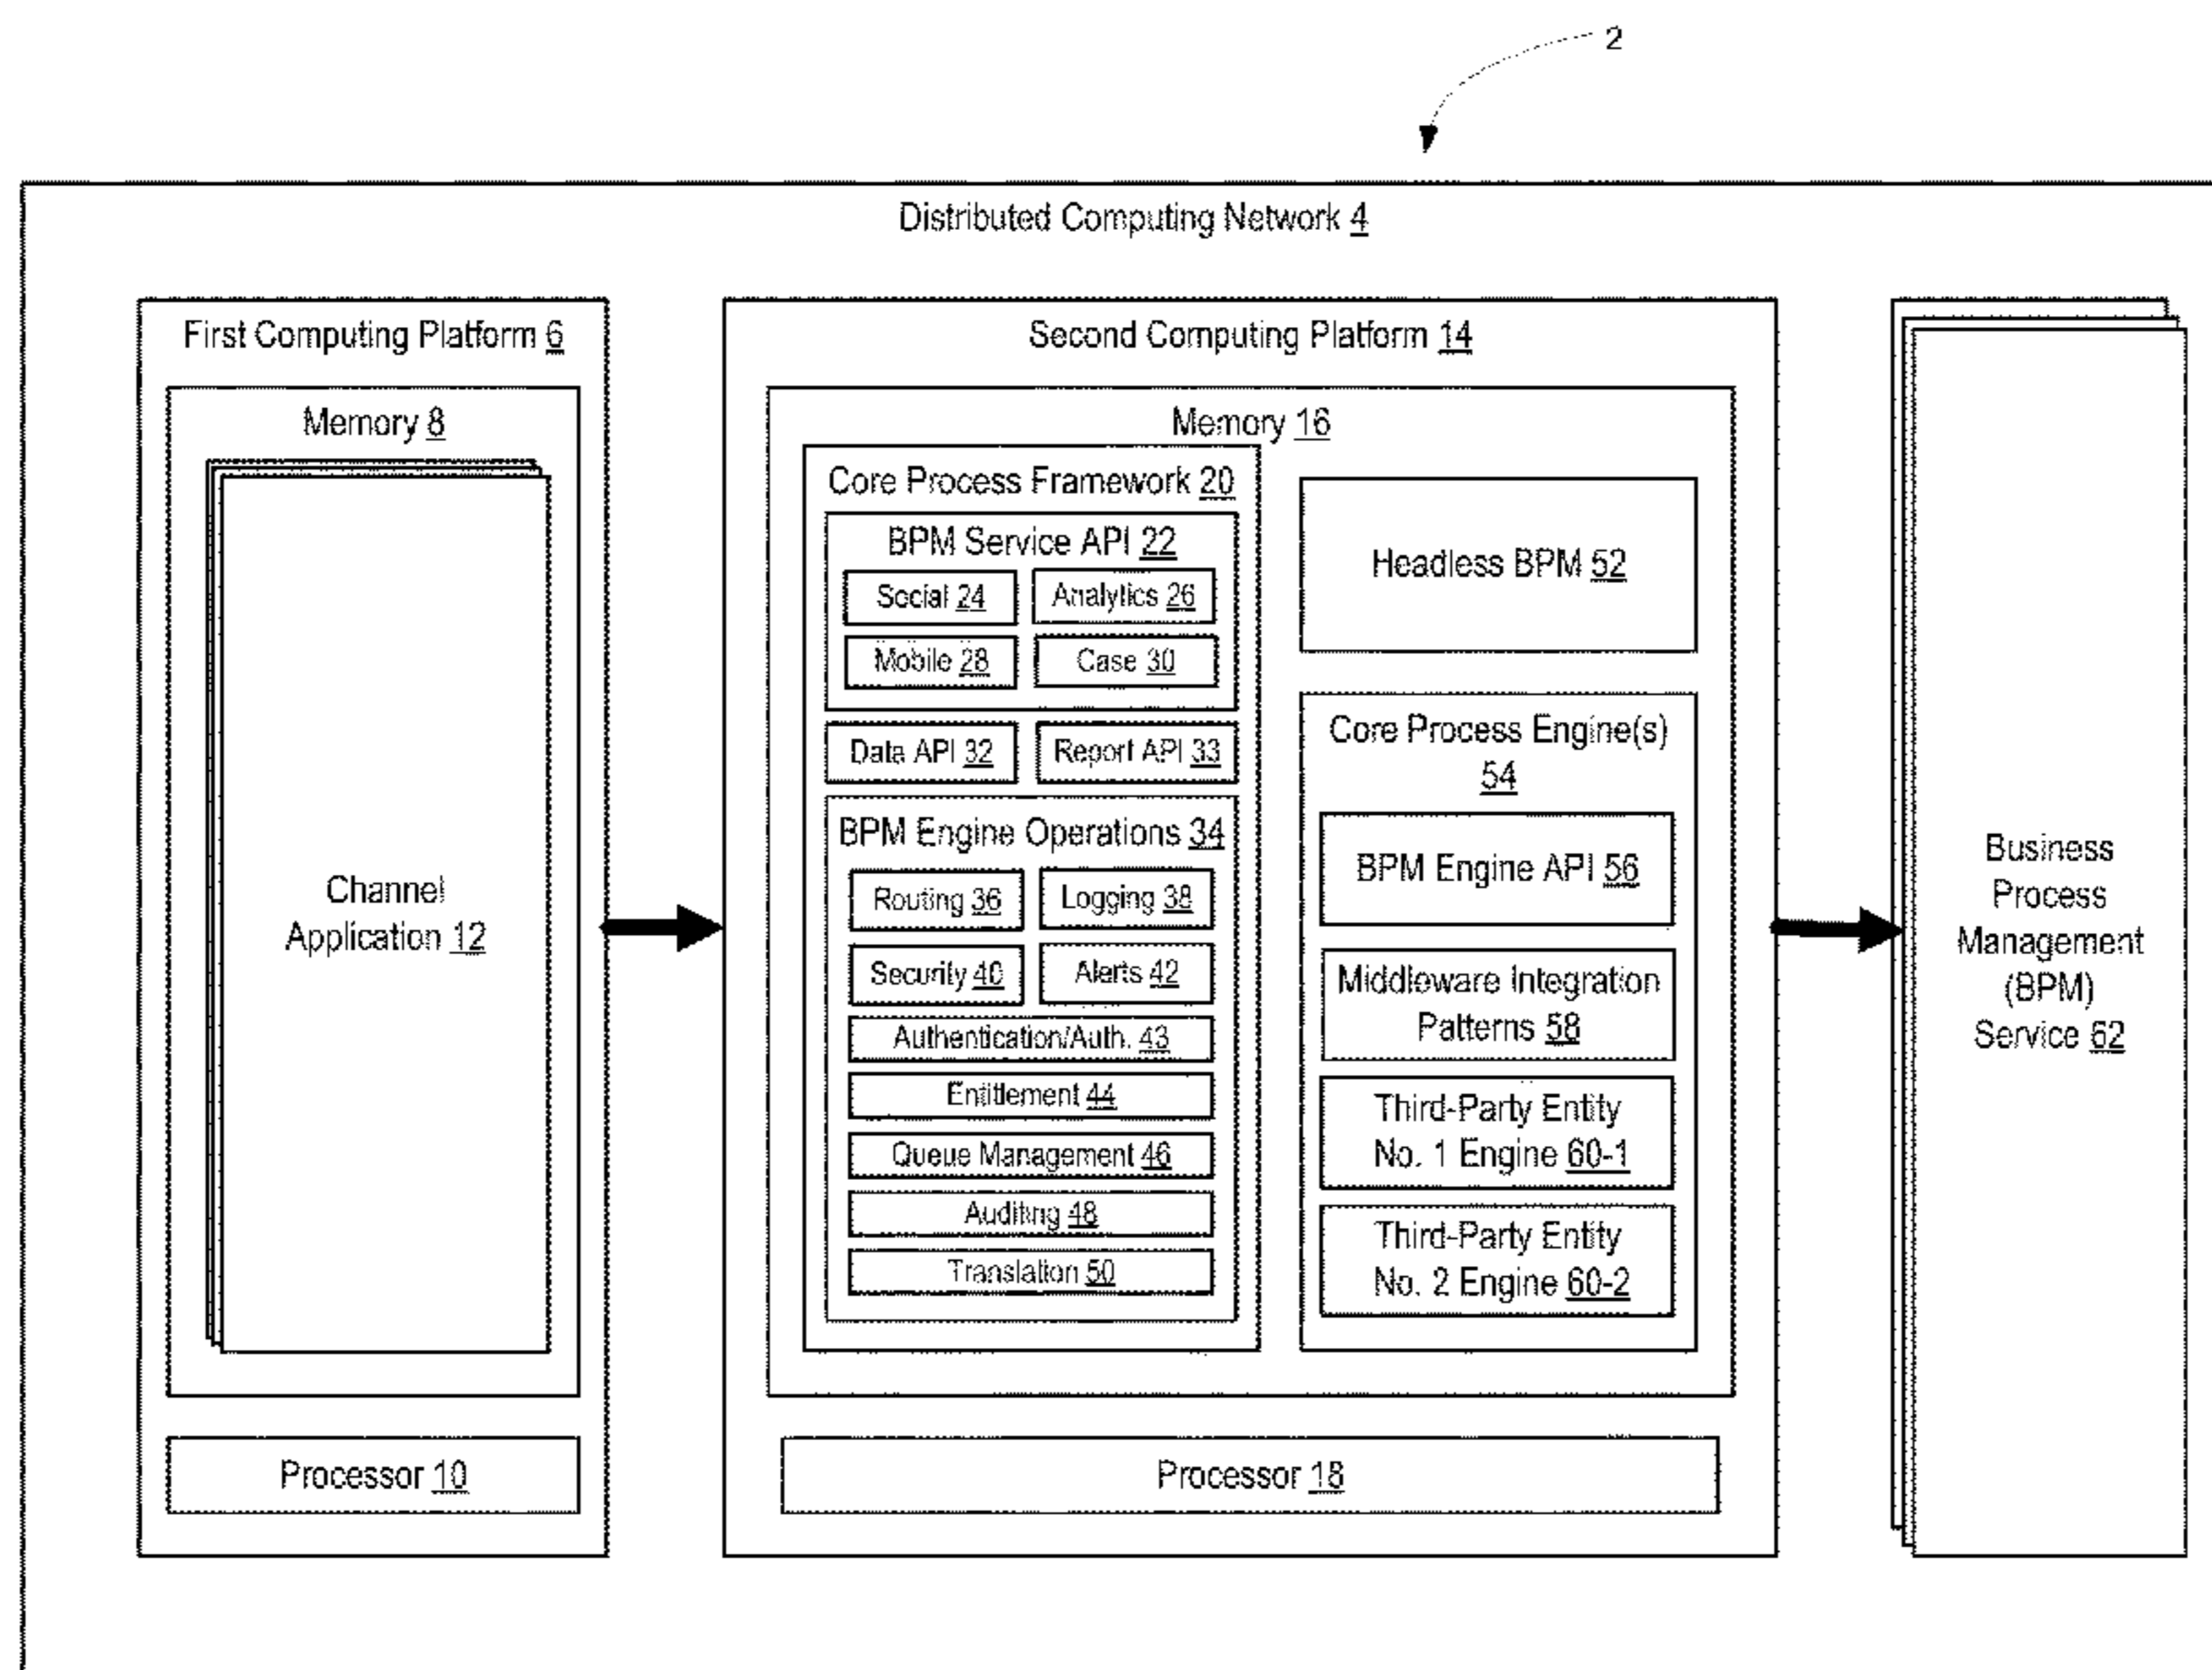 2
Distributed Computing Network 4
First Computing Platform 6
Memory 8
Channel
Application 12
Processor 10
Second Computing Platform 14
Memory 16
Core Process Framework 20
BPM Service API 22
Social 24
Analytics 26
Mobile 28
Case 30
Data API 32
Report API 33
BPM Engine Operations 34
Routing 36
Logging 38
Security 40
Alerts 42
Authentication/Auth. 43
Entitlement 44
Queue Management 46
Auditing 48
Translation 50
Headless BPM 52
Core Process Engine(s)
54
BPM Engine API 56
Middleware Integration
Patterns 58
Third-Party Entity
No. 1 Engine 60-1
Third-Party Entity
No. 2 Engine 60-2
Processor 18
Business
Process
Management
(BPM)
Service 62